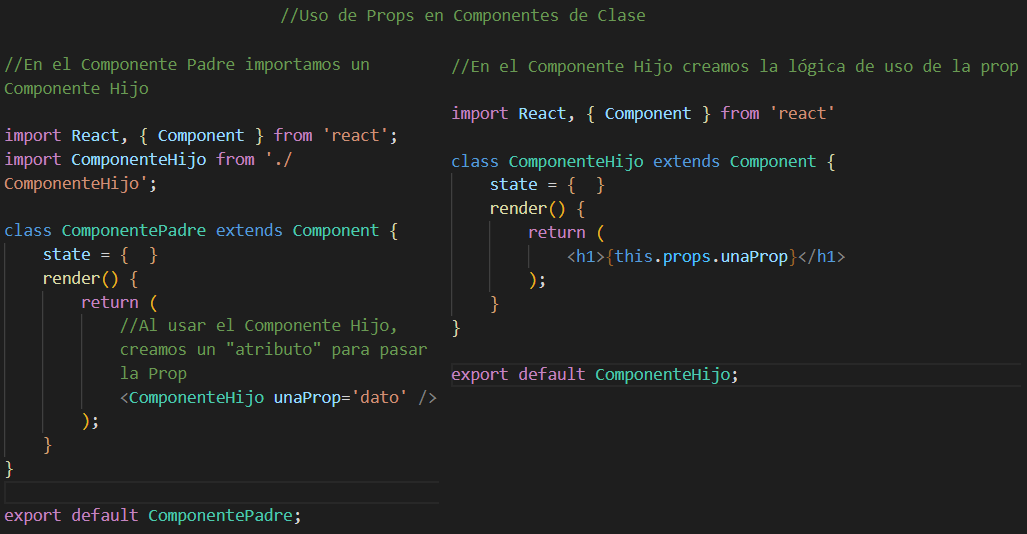 //Uso de Props en Componentes de Clase
//En el Componente Padre importamos un
Componente Hijo
import React, { Component } from 'react';
import ComponenteHijo from './
ComponenteHijo';
class ComponentePadre extends Component {
state = {  }
render() {
return (
//Al usar el Componente Hijo,
creamos un "atributo" para pasar
la Prop
<ComponenteHijo unaProp='dato' />
);
}
}
export default ComponentePadre;
//En el Componente Hijo creamos la lógica de uso de la prop
import React, { Component } from 'react'
class ComponenteHijo extends Component {
state = {  }
render() {
return (
<h1>{this.props.unaProp}</h1>
);
}
}
export default ComponenteHijo;